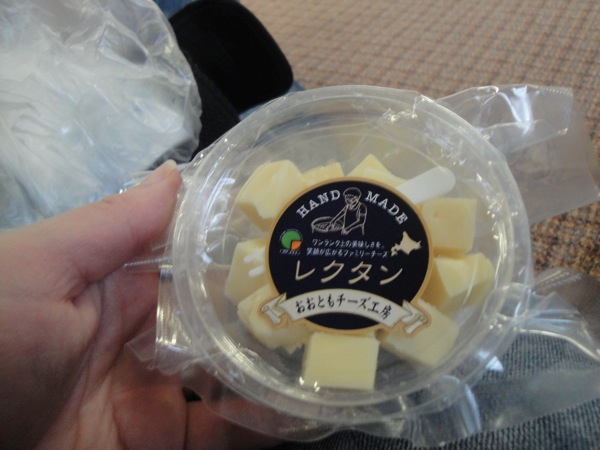 HAND MADE
ワンランク上の美味しさを、
笑顔が広がるファミリーチーズ
レクタン
おおともチーズ工房